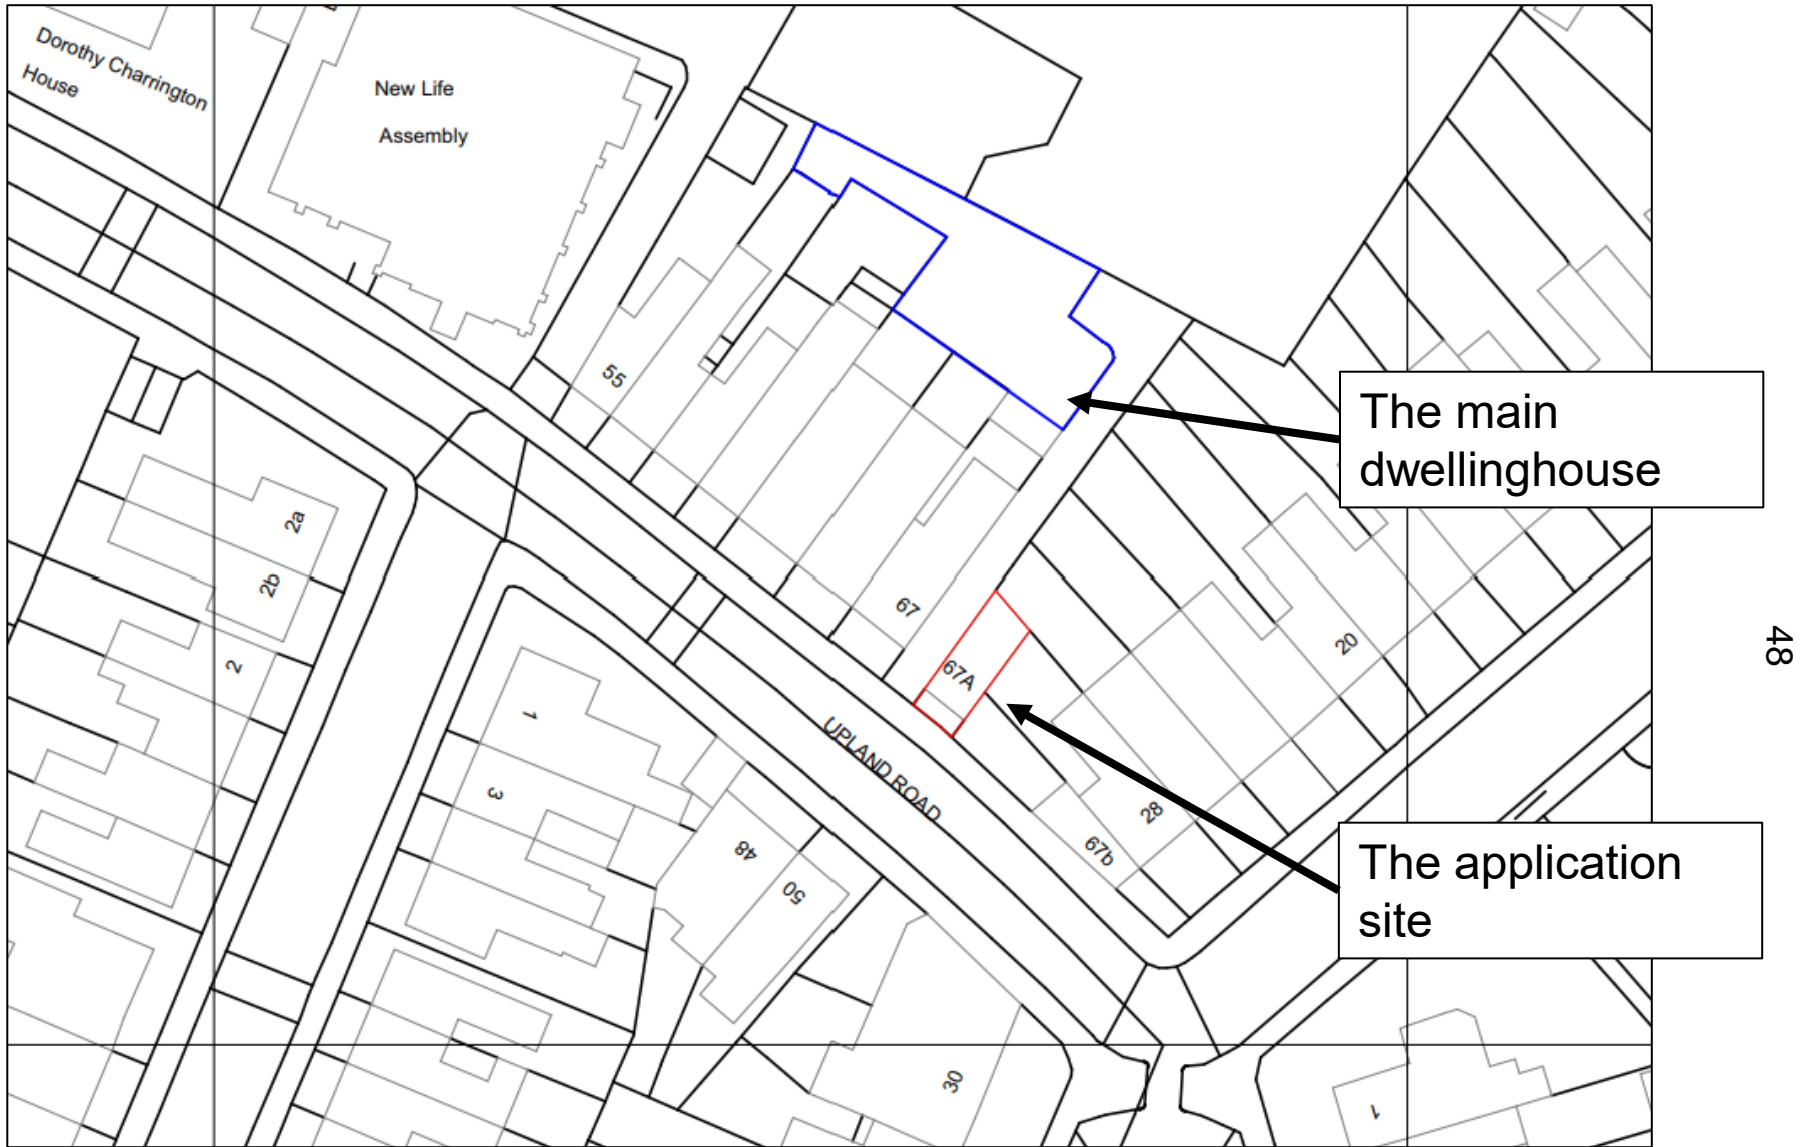 Dorothy Charrington
House
New Life
Assembly
55
The main
dwellinghouse
2a
2b
2
67
67A
20
48
1
3
UPLAND ROAD
48
50
28
67b
The application
site
30
1